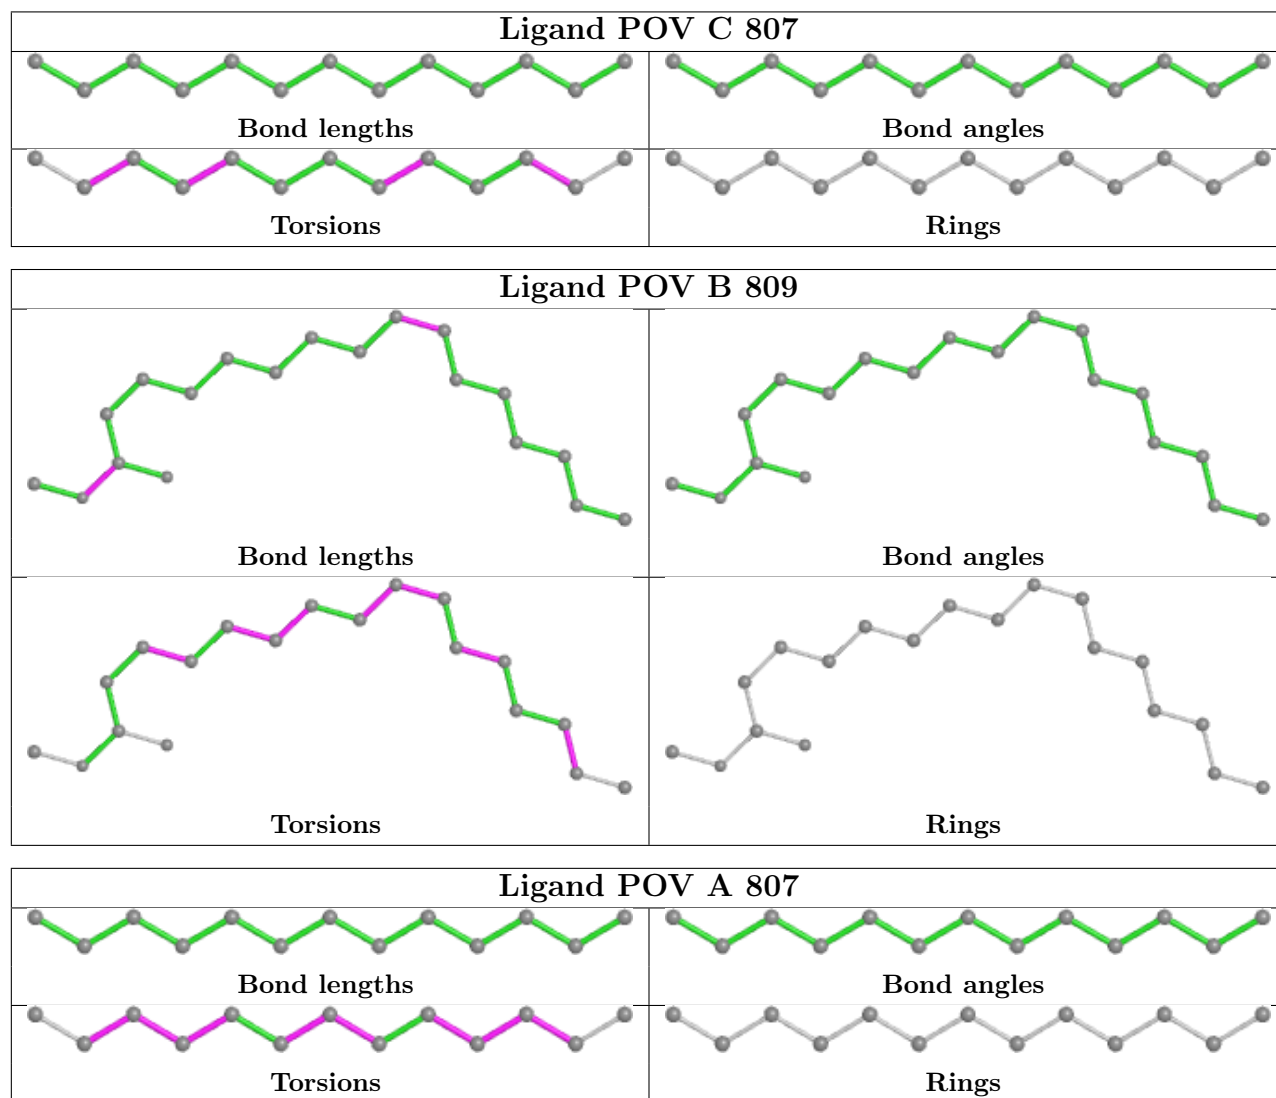 Ligand POV C 807
Bond lengths
Bond angles
Torsions
Rings
Ligand POV B 809
Bond lengths
Bond angles
Torsions
Rings
Ligand POV A 807
Bond lengths
Bond angles
Torsions
Rings